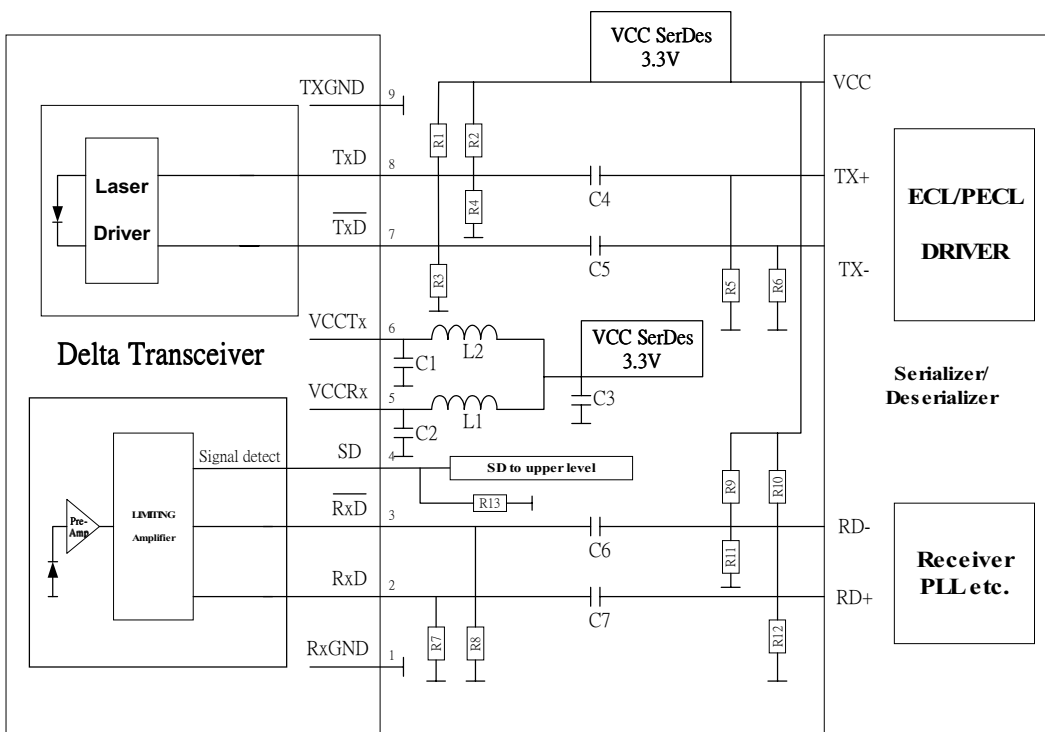 VCC SerDes
3.3V
TXGND
9
VCC
R1
R2
TxD
8
C4
TX+
Laser
Driver
R4
ECL/PECL
DRIVER
TxD
7
C5
TX-
R3
R5
R6
VCCTx
6
L2
C1
VCC SerDes
3.3V
Delta Transceiver
Serializer/
Deserializer
VCCRx
5
L1
C2
C3
Signal detect
SD
4
SD to upper level
R9
R10
R13
Pre-
Amp
LIMITING
Amplifier
RxD
3
C6
RD-
R11
Receiver
PLL etc.
RxD
2
C7
RD+
R7
R8
R12
RxGND
1